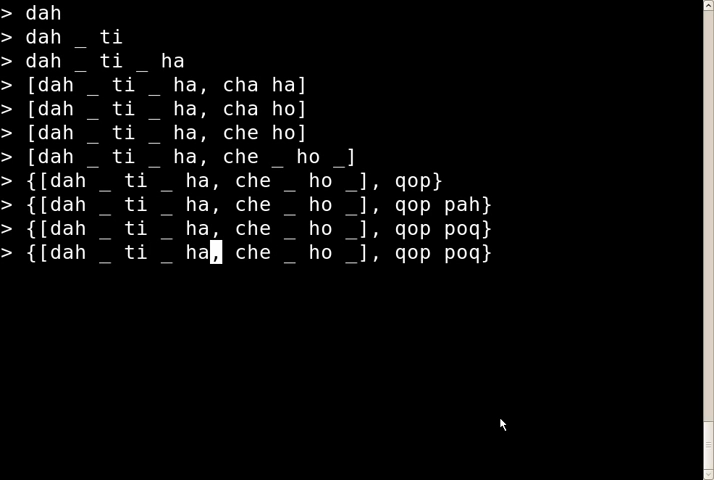 > dah
> dah _ ti
> dah _ ti _ ha
> [dah _ ti _ ha, cha ha]
> [dah _ ti _ ha, cha ho]
> [dah _ ti _ ha, che ho]
> [dah _ ti _ ha, che _ ho _]
> {[dah _ ti _ ha, che _ ho _], qop}
> {[dah _ ti _ ha, che _ ho _], qop pah}
> {[dah _ ti _ ha, che _ ho _], qop poq}
> {[dah _ ti _ ha, che _ ho _], qop poq}